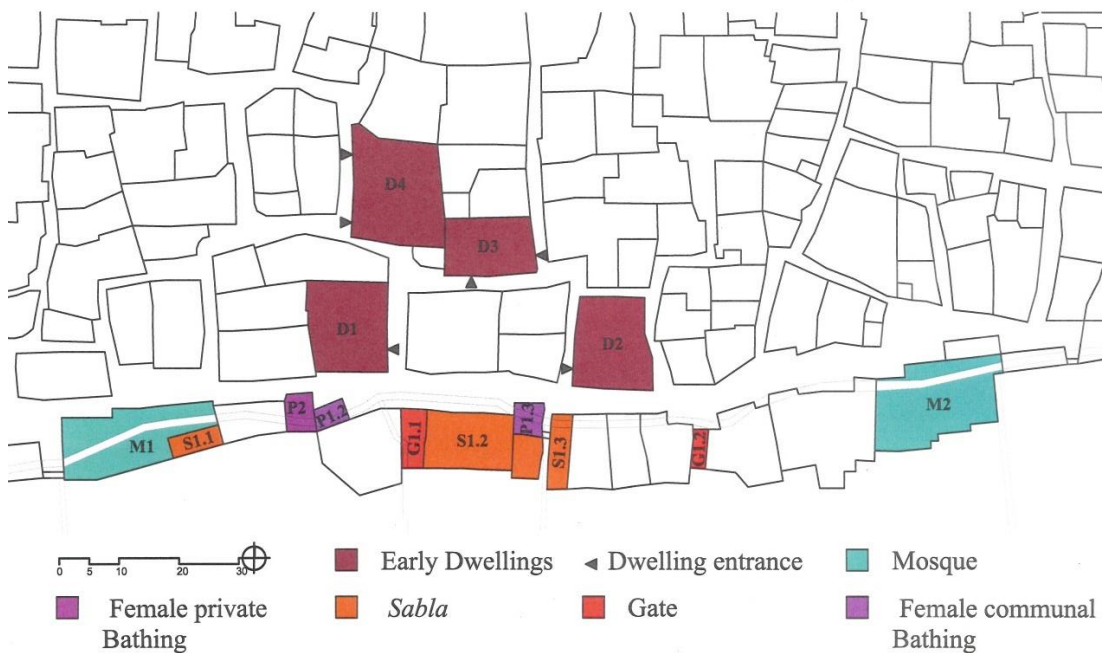 D4
D3
D1
D2
P2
P1.2
P1.3
M1
S1.1
G1.1
S1.2
S1.3
G1.2
M2
0 5 10 20 30
Early Dwellings
Dwelling entrance
Mosque
Female private
Bathing
Sabla
Gate
Female communal
Bathing